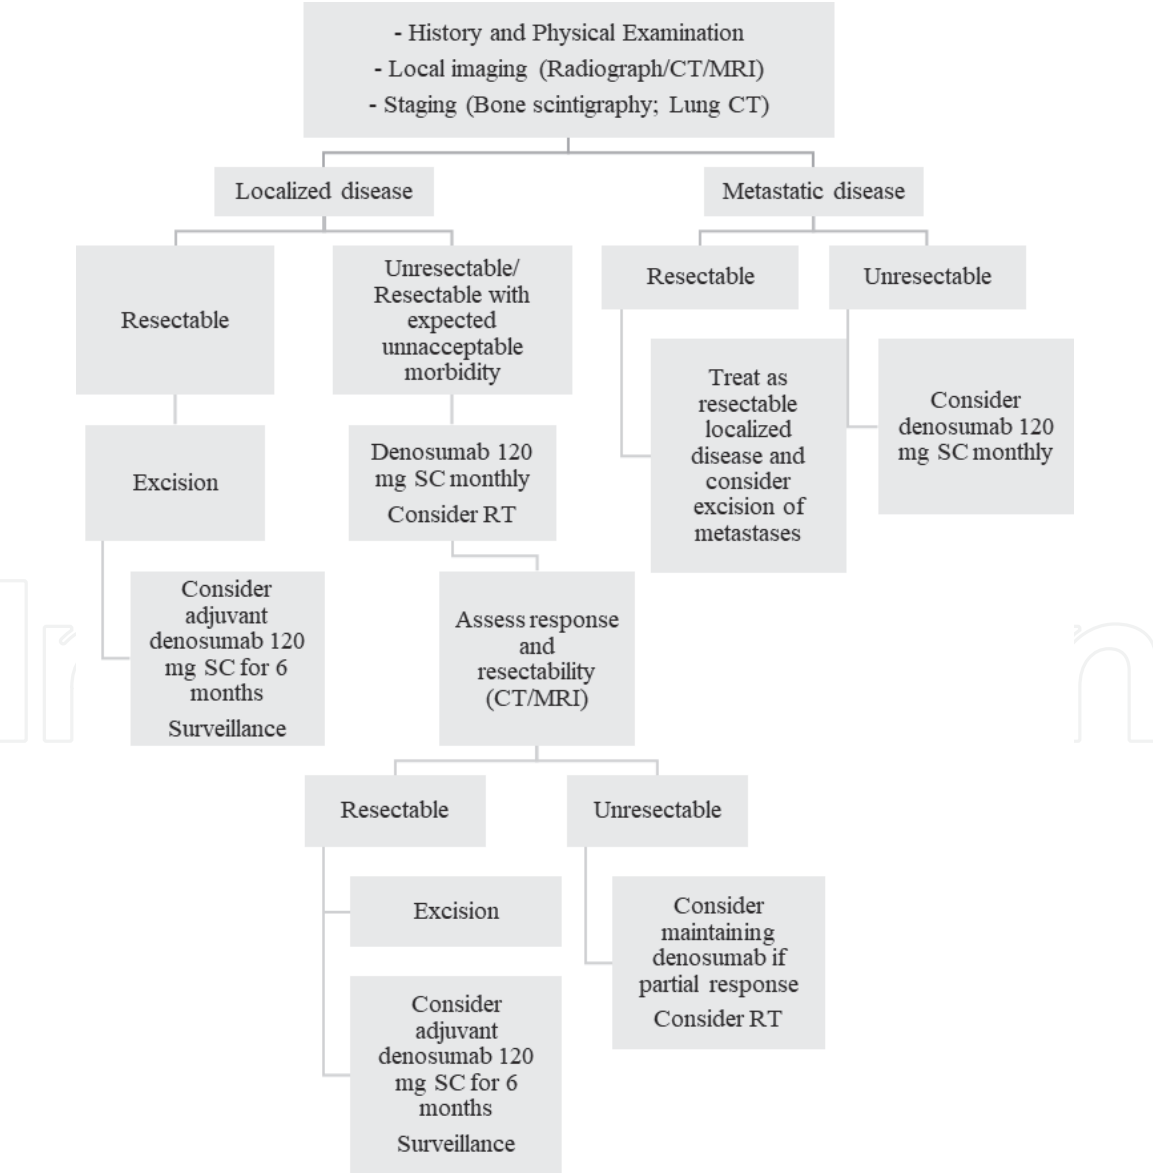 - History and Physical Examination
- Local imaging (Radiograph/CT/MRI)
- Staging (Bone scintigraphy; Lung CT)
Localized disease
Metastatic disease
Resectable
Unresectable/
Resectable with
expected
unnacceptable
morbidity
Resectable
Unresectable
Excision
Denosumab 120
mg SC monthly
Consider RT
Treat as
resectable
localized
disease and
consider
excision of
metastases
Consider
denosumab 120
mg SC monthly
Consider
adjuvant
denosumab 120
mg SC for 6
months
Surveillance
Assess response
and
resectability
(CT/MRI)
Resectable
Unresectable
Excision
Consider
adjuvant
denosumab 120
mg SC for 6
months
Surveillance
Consider
maintaining
denosumab if
partial response
Consider RT